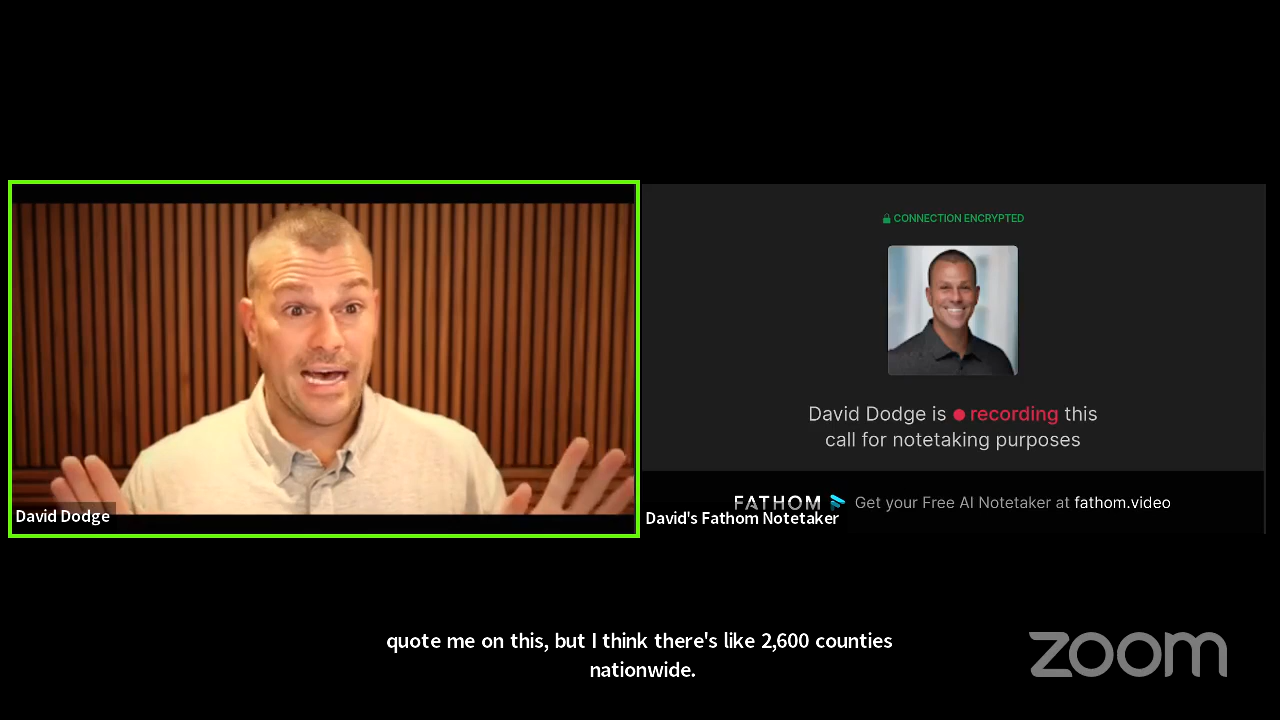 CONNECTION ENCRYPTED
David Dodge is recording this
call for notetaking purposes
FATHOM Get your Free AI Notetaker at fathom.video
David Dodge
David's Fathom Notetaker
quote me on this, but I think there's like 2,600 counties
nationwide.
zoom